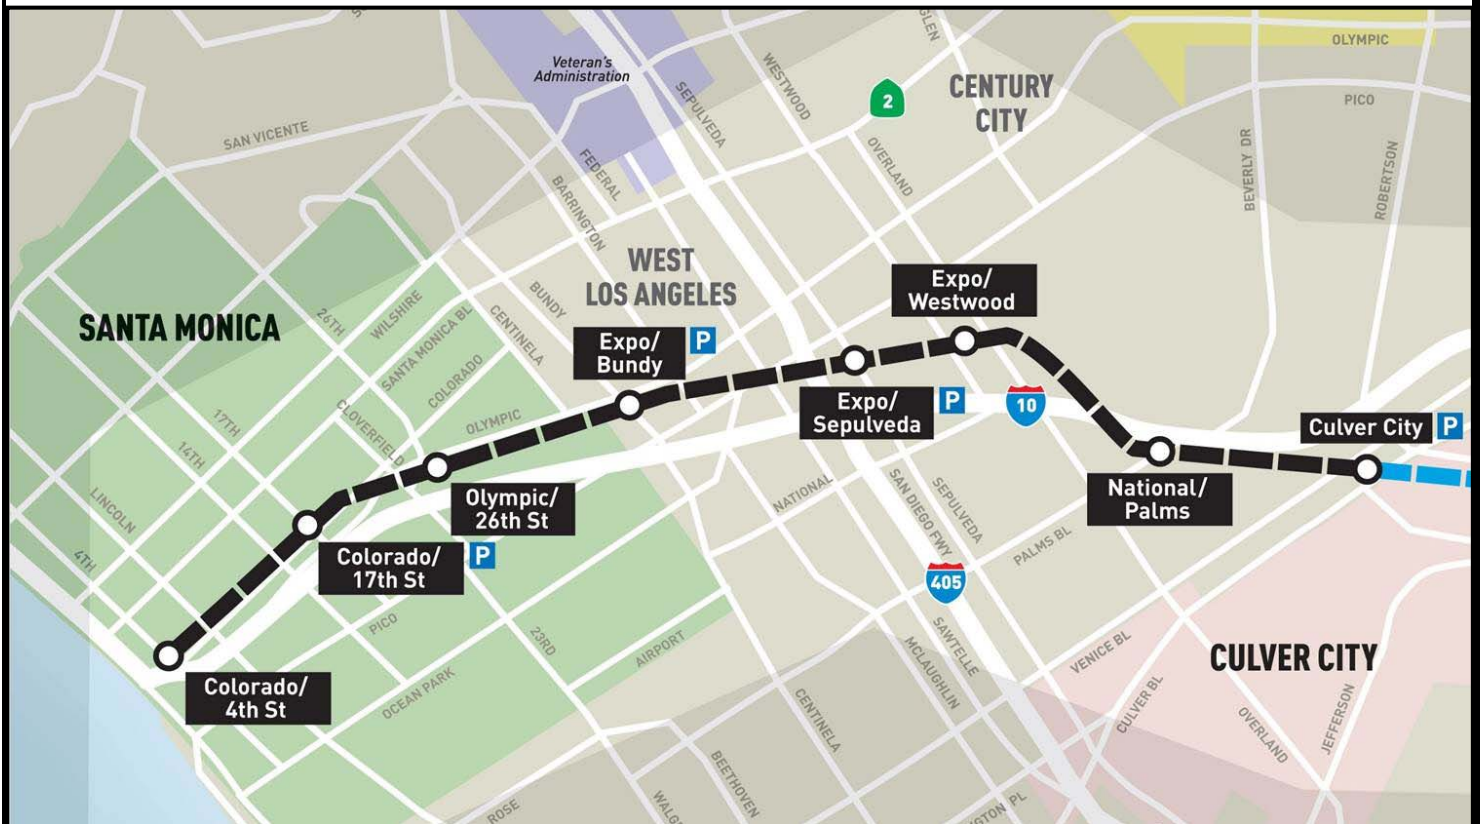 OLYMPIC
Veteran's
Administration
SEPULVEDA
WESTWOOD
2
CENTURY
CITY
PICO
SAN VICENTE
FEDERAL
BARRINGTON
OVERLAND
BEVERLY DR
ROBERTSON
WEST
LOS ANGELES
BUNDY
CENTINELA
SANTA MONICA
26TH
WILSHIRE
SANTA MONICA BL
COLORADO
Expo/
Bundy
P
Expo/
Westwood
Expo/
Sepulveda
P
10
Culver City
P
CLOVERFIELD
OLYMPIC
17TH
14TH
LINCOLN
4TH
Olympic/
26th St
Colorado/
17th St
P
NATIONAL
SAN DIEGO FWY
SEPULVEDA
PALMS BL
National/
Palms
405
PICO
23RD
AIRPORT
OCEAN PARK
Colorado/
4th St
SAWTELLE
MCLAUGHLIN
VENICE BL
CULVER CITY
CULVER BL
OVERLAND
JEFFERSON
CENTINELA
BEETHOVEN
ROSE
PL